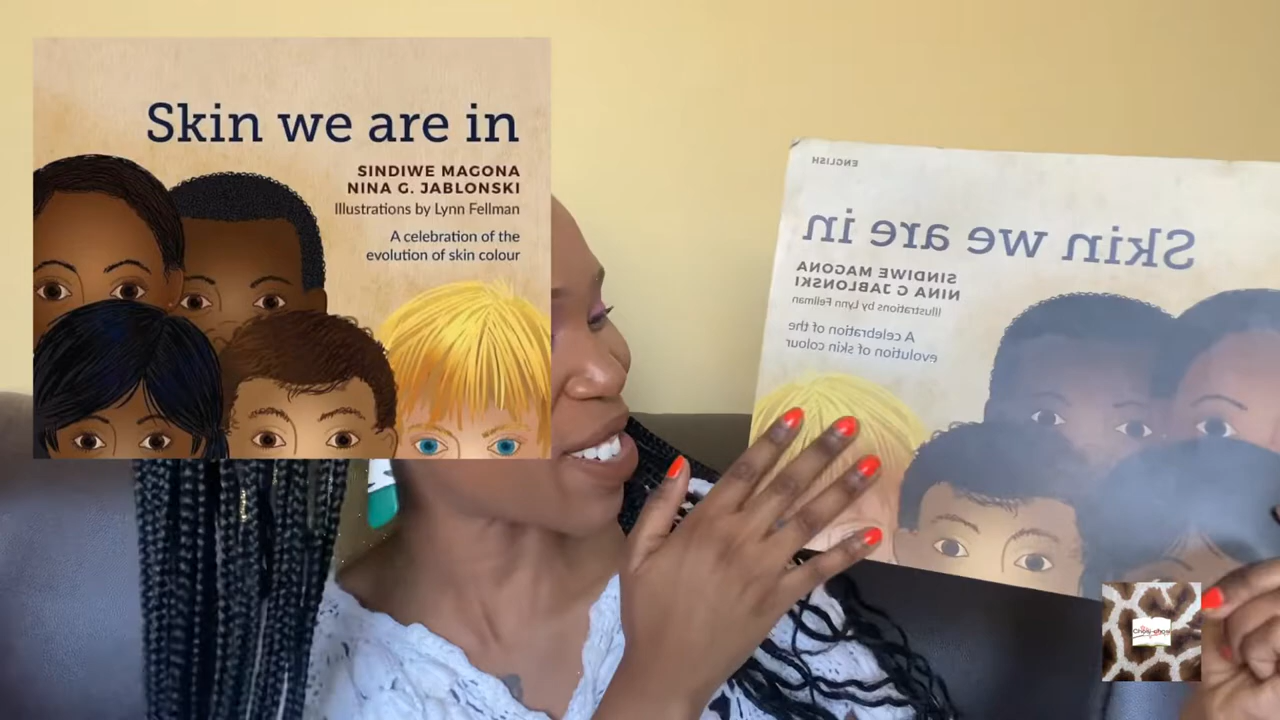 Skin we are in
SINDIWE MAGONA
NINA G. JABLONSKI
Illustrations by Lynn Fellman
A celebration of the
evolution of skin colour
ENGLISH
Skin we are in
SINDIWE MAGONA
NINA G JABLONSKI
Illustrations by Lynn Fellman
A celebration of the
evolution of skin colour